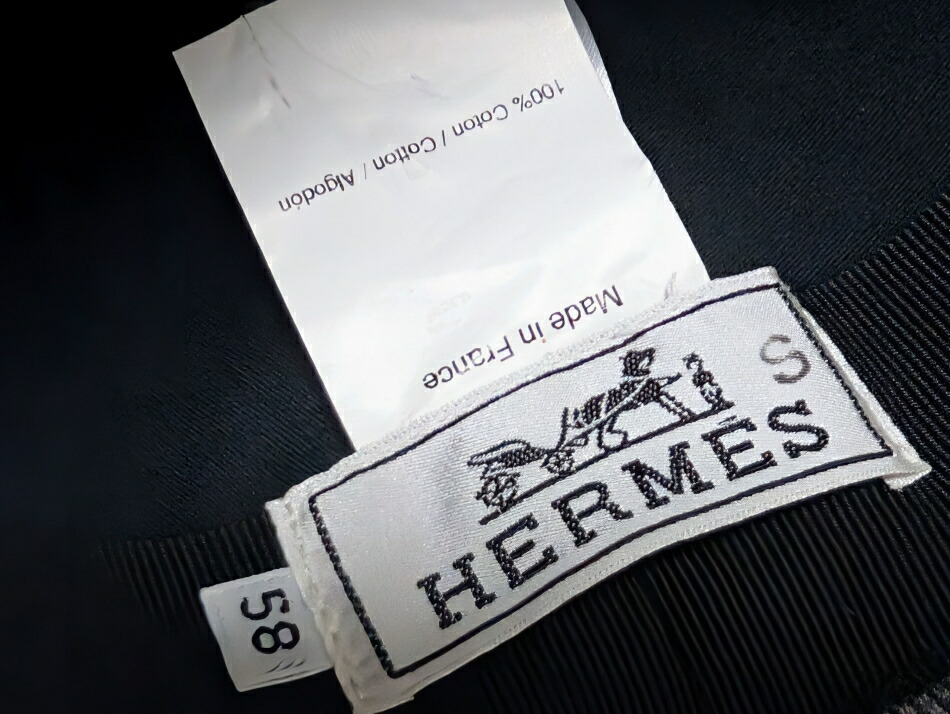 100% Coton / Cotton / Algodón
Made in France
S
HERMÈS
58